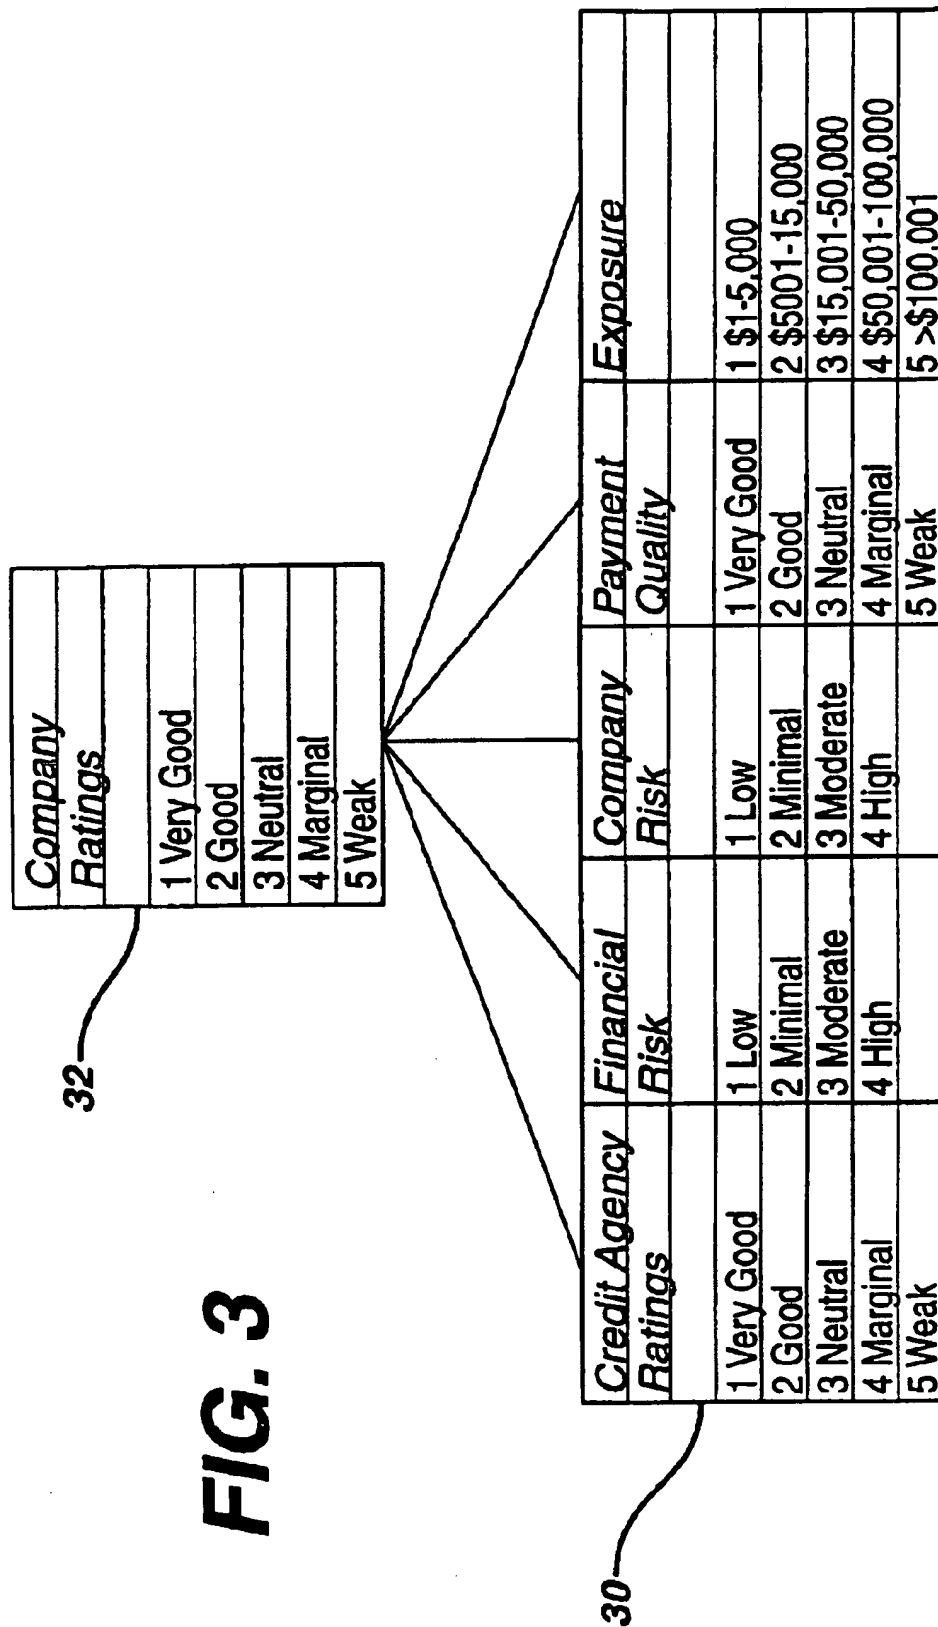 FIG. 3
32
Company
Ratings
1 Very Good
2 Good
3 Neutral
4 Marginal
5 Weak
30
Credit Agency Financial Company Payment Exposure
Ratings Risk Risk Quality
1 Very Good 1 Low 1 Low 1 Very Good 1 $1-5,000
2 Good 2 Minimal 2 Minimal 2 Good 2 $5001-15,000
3 Neutral 3 Moderate 3 Moderate 3 Neutral 3 $15,001-50,000
4 Marginal 4 High 4 High 4 Marginal 4 $50,001-100,000
5 Weak 5 Weak 5 >$100,001